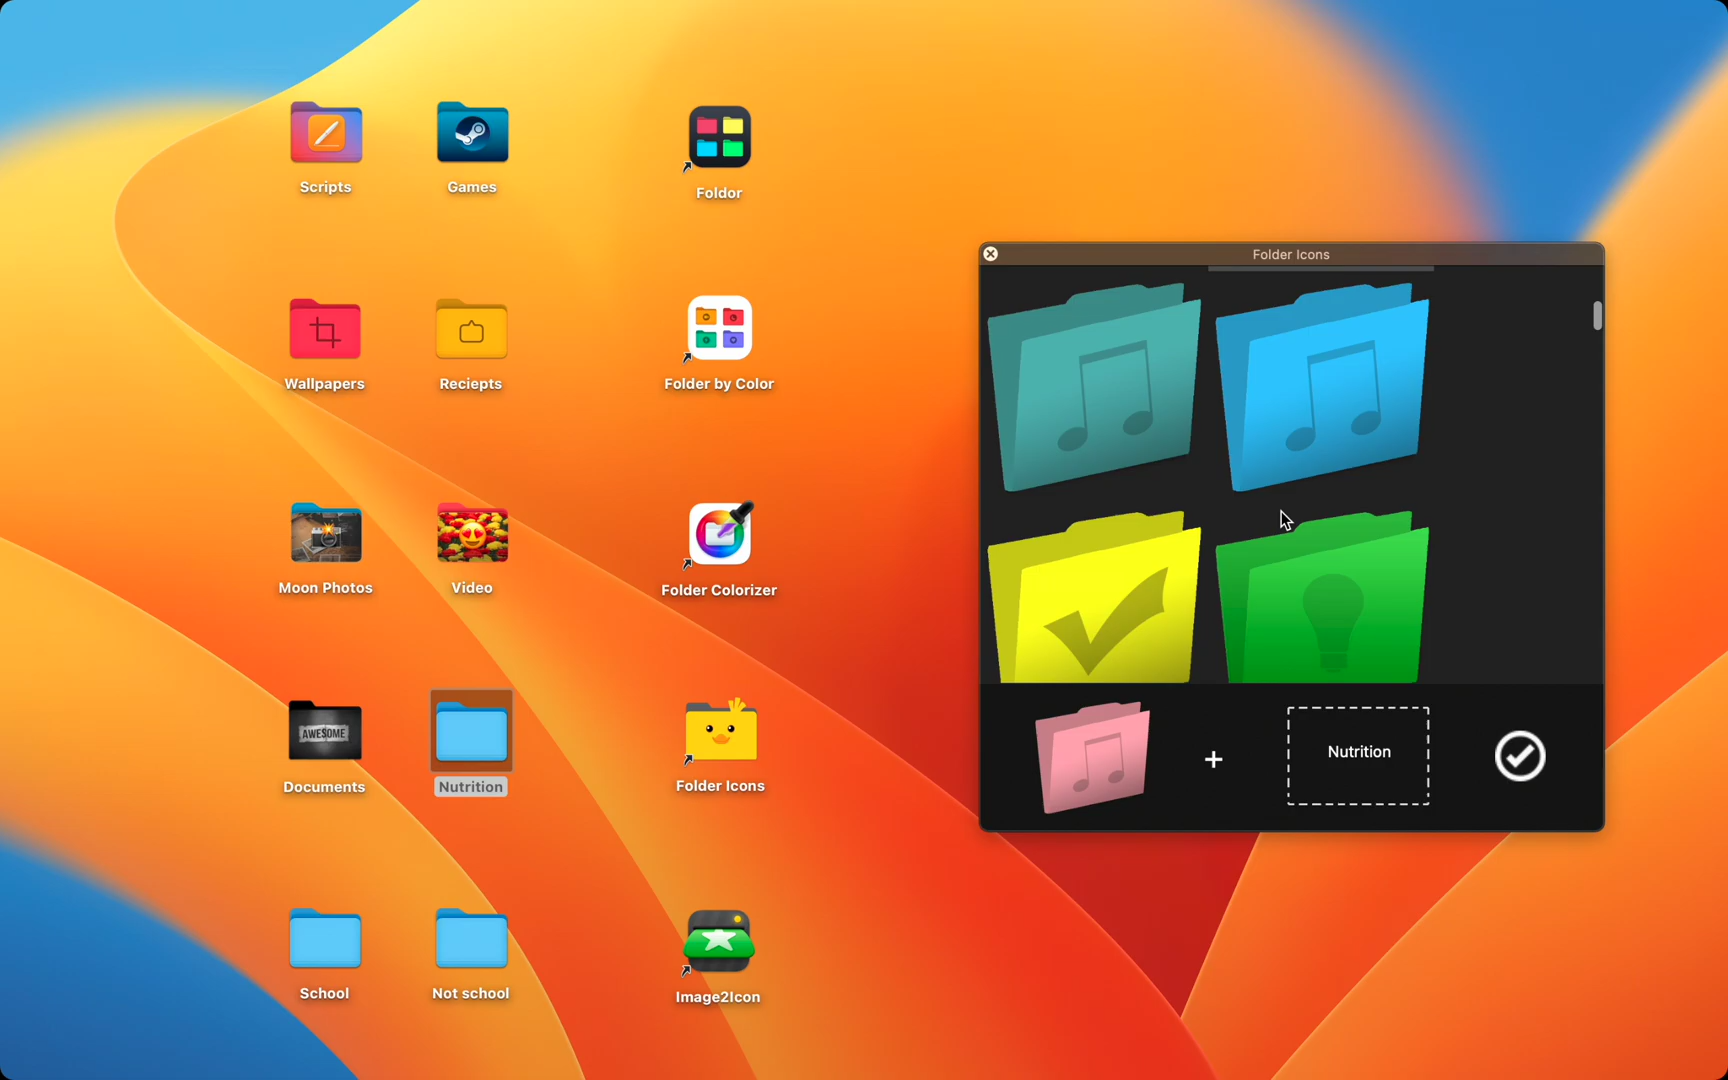 Scripts
Games
Foldor
Folder Icons
Wallpapers
Reciepts
Folder by Color
Moon Photos
Video
Folder Colorizer
AWESOME
Documents
Nutrition
Folder Icons
Nutrition
School
Not school
Image2Icon